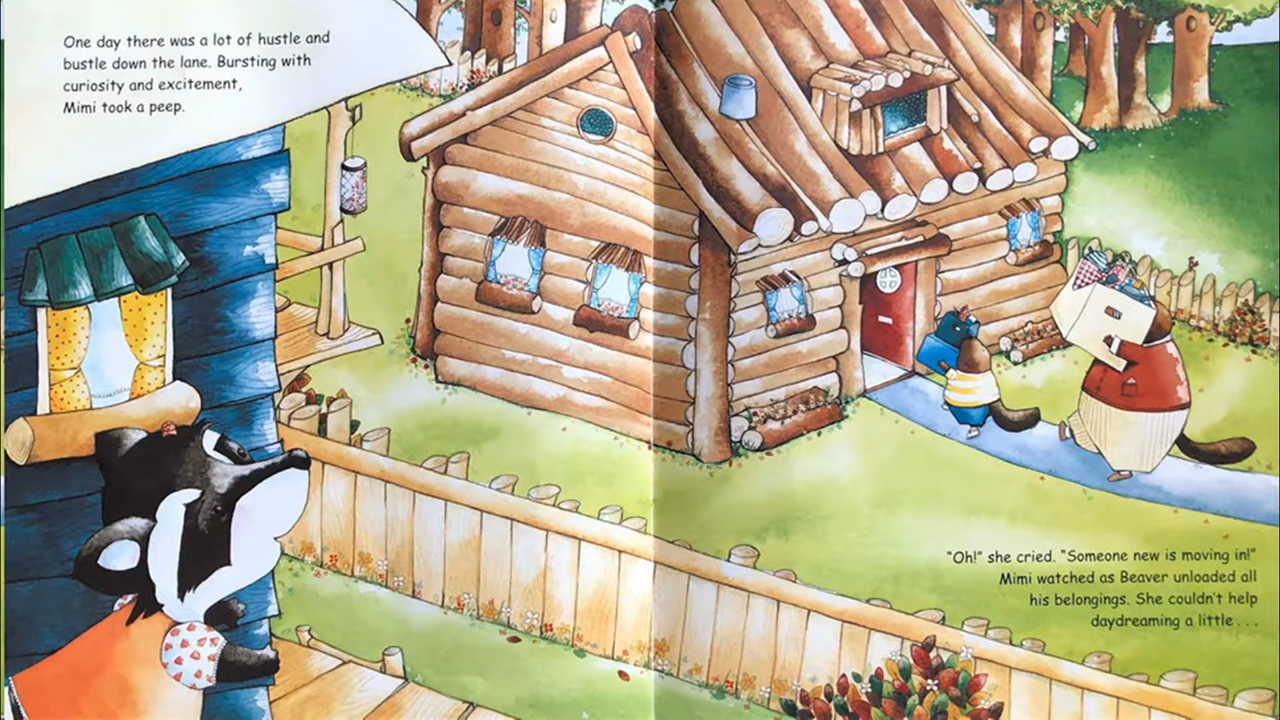 One day there was a lot of hustle and
bustle down the lane. Bursting with
curiosity and excitement,
Mimi took a peep.
“Oh!” she cried. “Someone new is moving in!”
Mimi watched as Beaver unloaded all
his belongings. She couldn’t help
daydreaming a little . . .